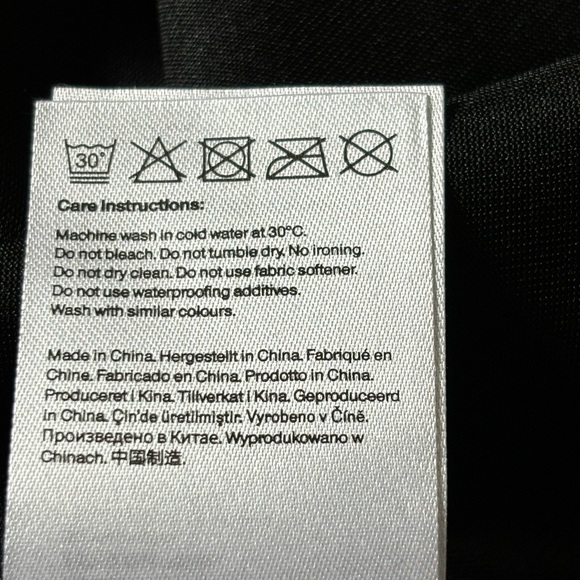 30°
Care Instructions:
Machine wash in cold water at 30°C.
Do not bleach. Do not tumble dry. No ironing.
Do not dry clean. Do not use fabric softener.
Do not use waterproofing additives.
Wash with similar colours.
Made in China. Hergestellt in China. Fabriqué en
Chine. Fabricado en China. Prodotto in China.
Produceret i Kina. Tillverkat i Kina. Geproduceerd
in China. Çin'de üretilmiştir. Vyrobeno v Číně.
Произведено в Китае. Wyprodukowano w
Chinach. 中国制造.